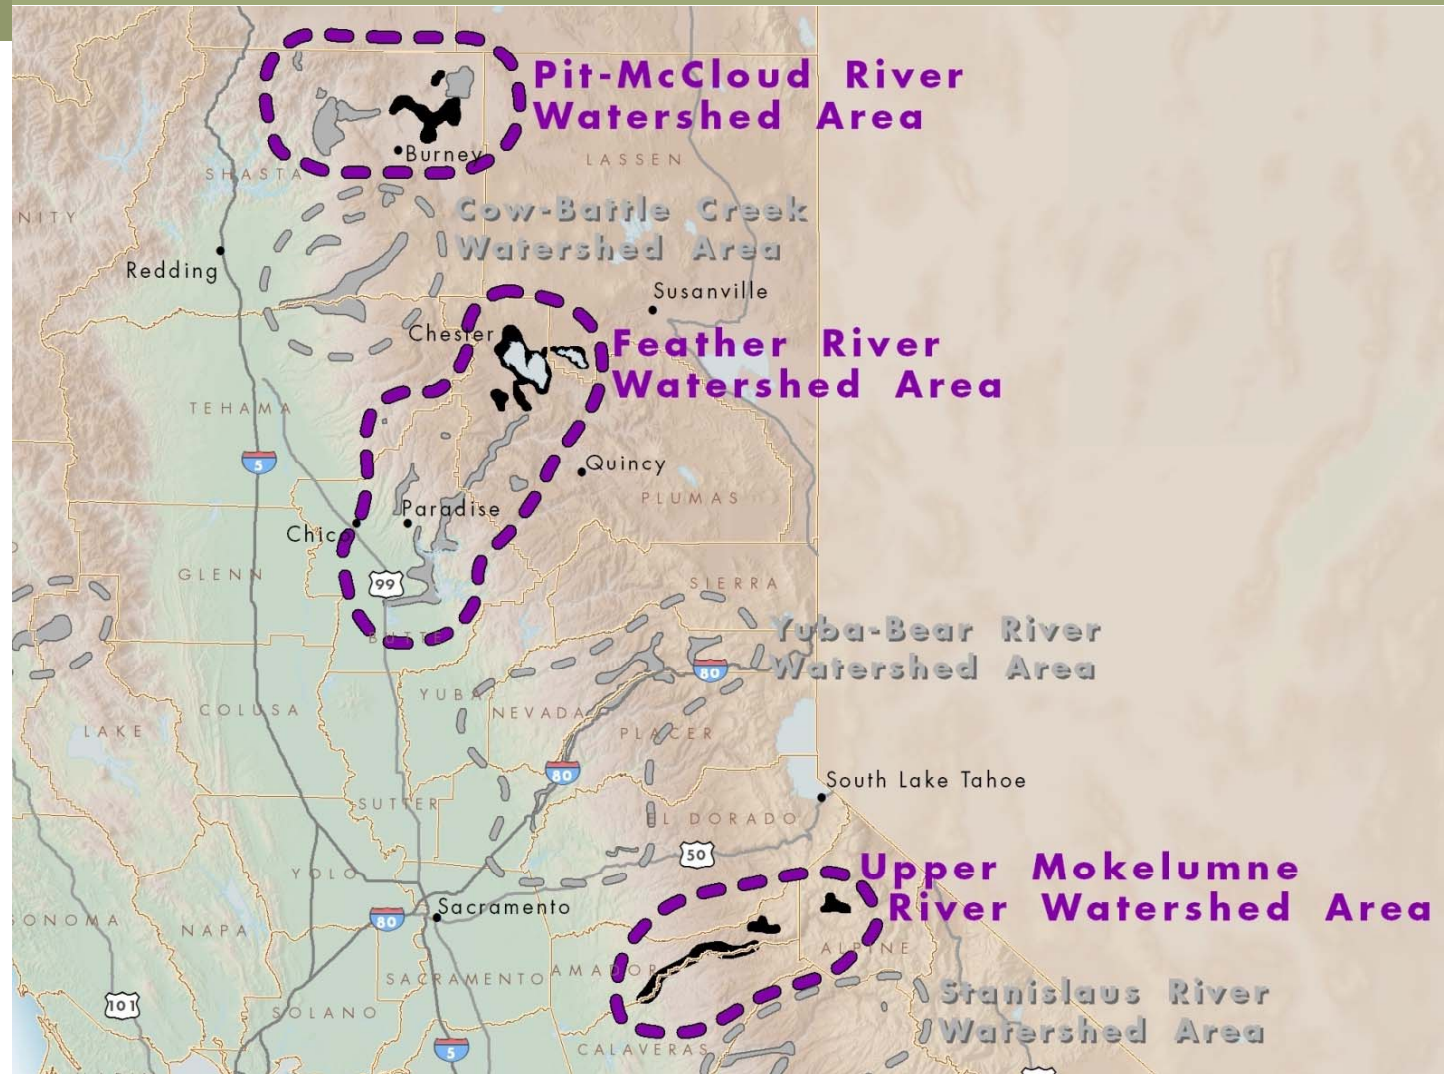 Pit-McCloud River
Watershed Area
Burney
LASSEN
SHASTA
NITY
Cow-Battle Creek
Watershed Area
Redding
Susanville
Chester
Feather River
Watershed Area
TEHAMA
5
Quincy
PLUMAS
Paradise
Chico
GLENN
99
SIERRA
BUTTE
Yuba-Bear River
Watershed Area
80
YUBA
COLUSA
NEVADA
LAKE
PLACER
80
South Lake Tahoe
SUTTER
EL DORADO
50
YOLO
Upper Mokelumne
River Watershed Area
Sacramento
80
SONOMA
NAPA
ALPINE
AMADOR
SACRAMENTO
Stanislaus River
Watershed Area
101
SOLANO
5
CALAVERAS